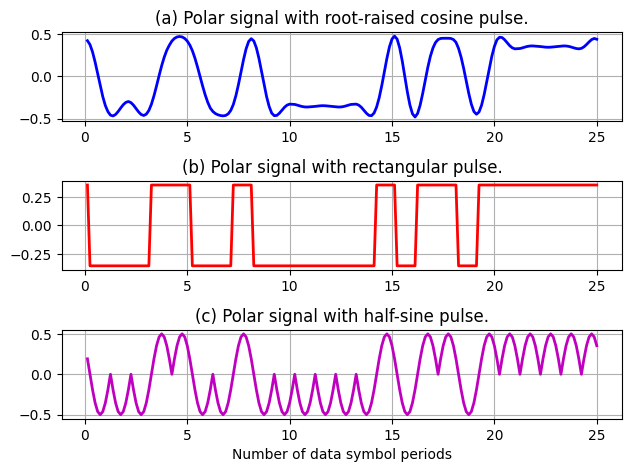 (a) Polar signal with root-raised cosine pulse.
0.5
0.0
−0.5
0 5 10 15 20 25
(b) Polar signal with rectangular pulse.
0.25
0.00
−0.25
0 5 10 15 20 25
(c) Polar signal with half-sine pulse.
0.5
0.0
−0.5
0 5 10 15 20 25
Number of data symbol periods